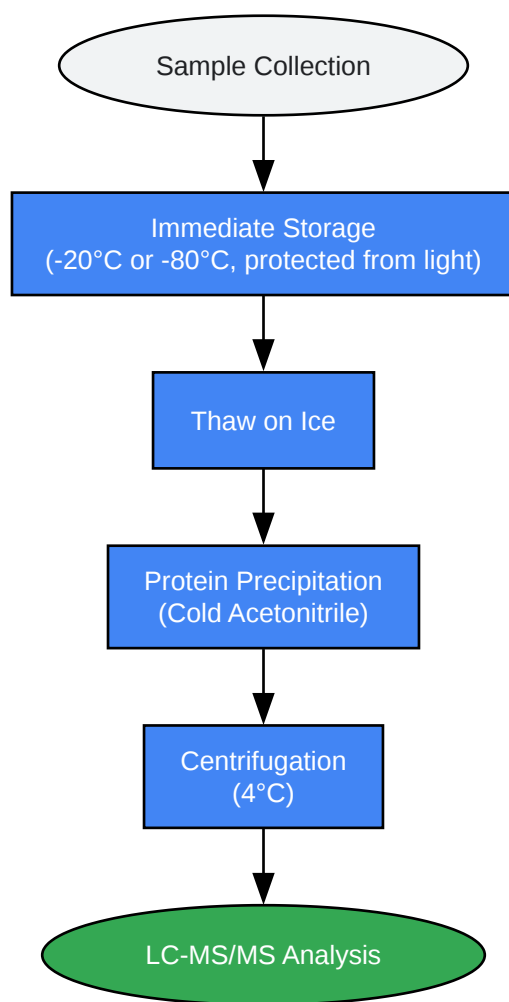 Sample Collection
Immediate Storage
(-20°C or -80°C, protected from light)
Thaw on Ice
Protein Precipitation
(Cold Acetonitrile)
Centrifugation
(4°C)
LC-MS/MS Analysis